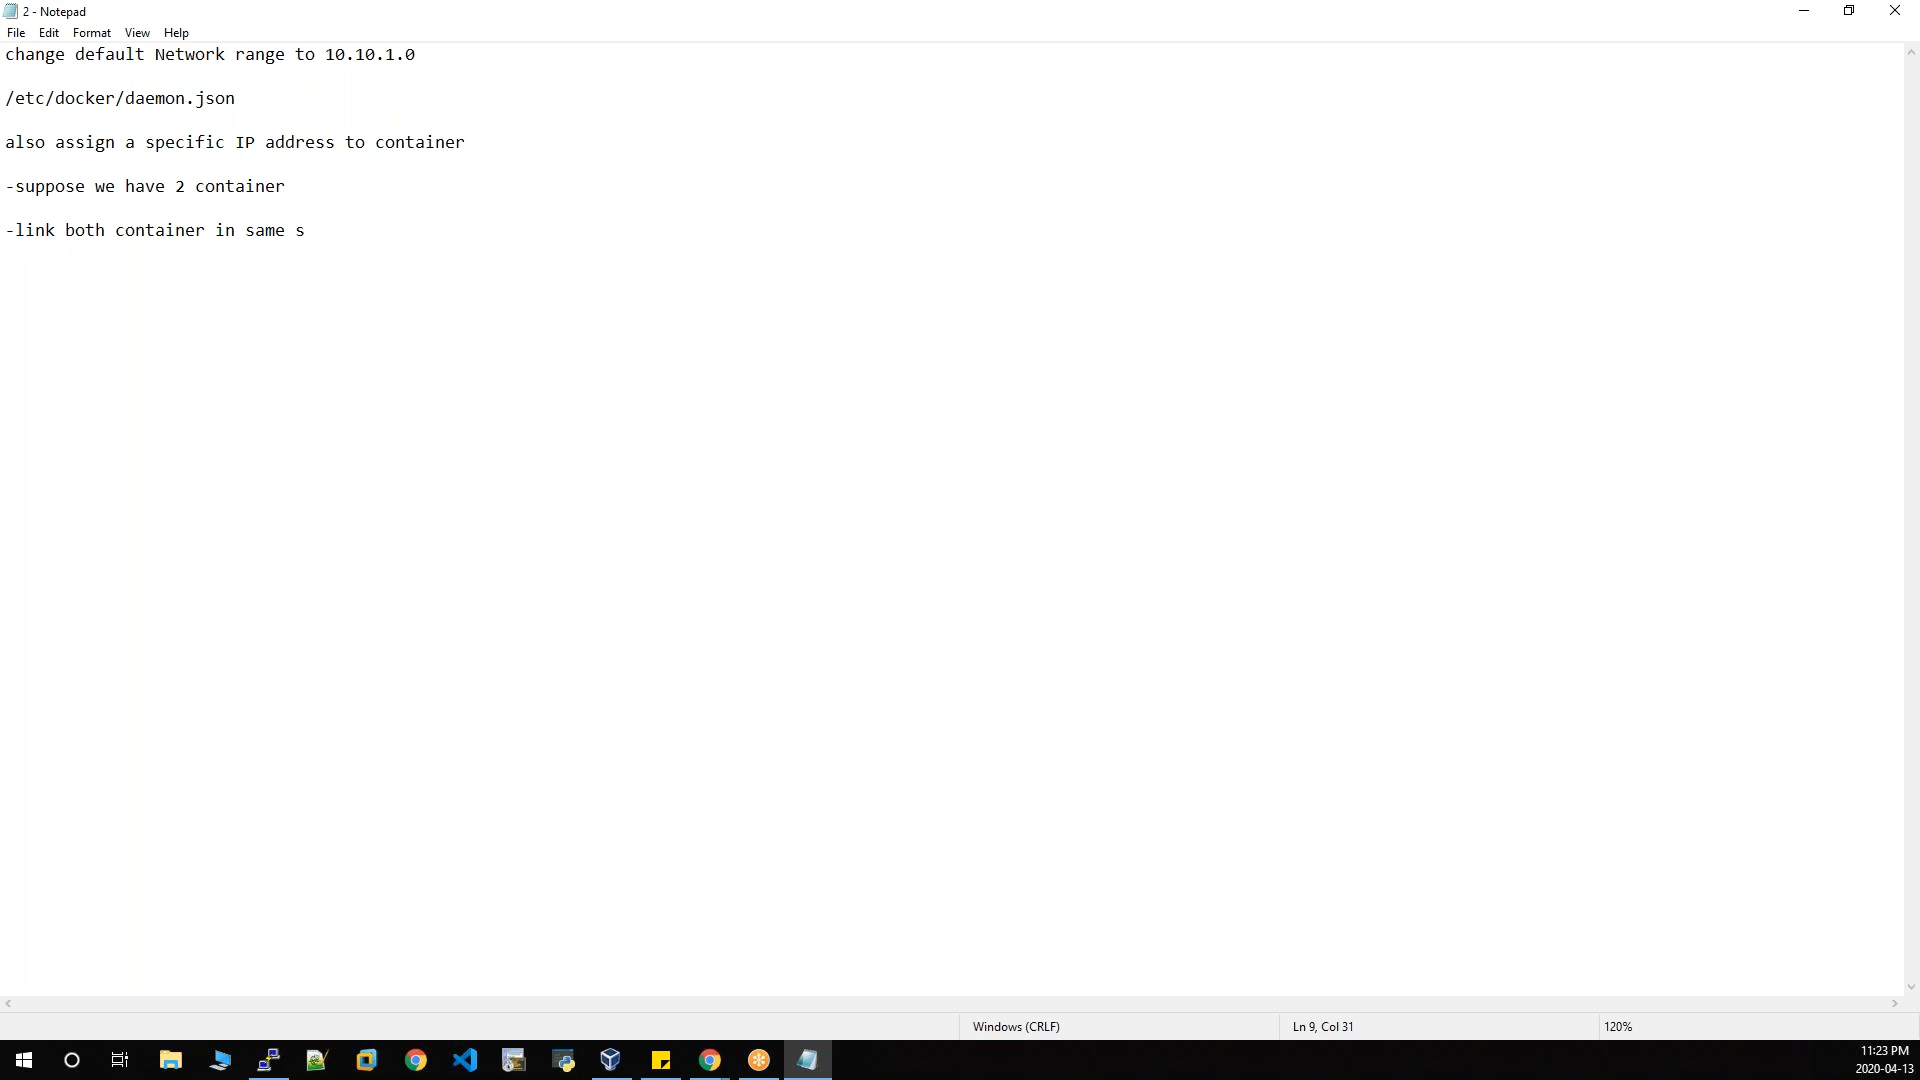 2 - Notepad
File Edit Format View Help
change default Network range to 10.10.1.0
/etc/docker/daemon.json
also assign a specific IP address to container
-suppose we have 2 container
-link both container in same s
Windows (CRLF) Ln 9, Col 31 120%
11:23 PM
2020-04-13